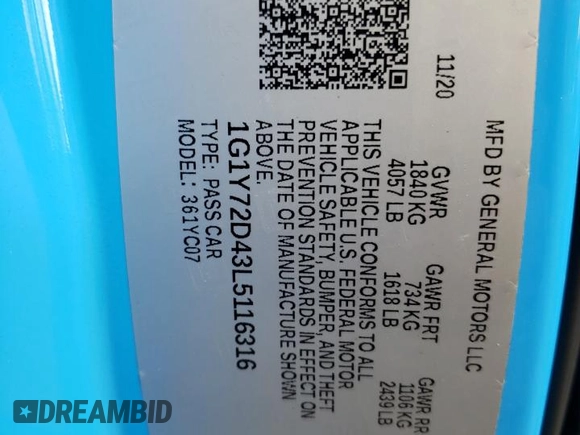 MFD BY GENERAL MOTORS LLC
11/20
GVWR
1840 KG
4057 LB
GAWR FRT
734 KG
1618 LB
GAWR RR
1106 KG
2439 LB
THIS VEHICLE CONFORMS TO ALL
APPLICABLE U.S. FEDERAL MOTOR
VEHICLE SAFETY, BUMPER, AND THEFT
PREVENTION STANDARDS IN EFFECT ON
THE DATE OF MANUFACTURE SHOWN
ABOVE.
1G1Y72D43L5116316
TYPE: PASS CAR
MODEL: 361YC07
DREAMBID